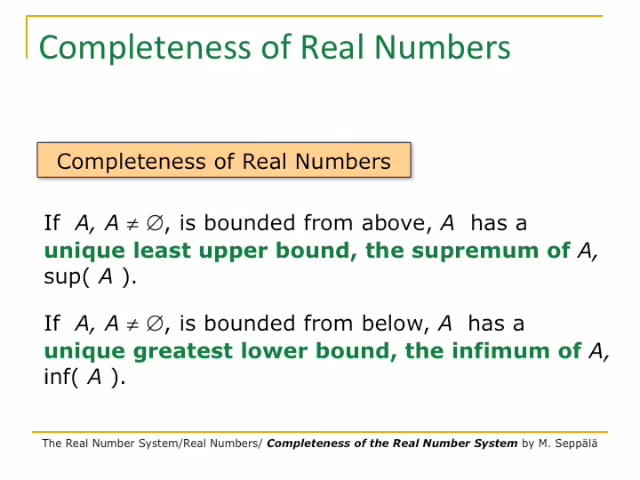 Completeness of Real Numbers
Completeness of Real Numbers
If A, A ≠ ∅, is bounded from above, A has a
unique least upper bound, the supremum of A,
sup( A ).
If A, A ≠ ∅, is bounded from below, A has a
unique greatest lower bound, the infimum of A,
inf( A ).
The Real Number System/Real Numbers/ Completeness of the Real Number System by M. Seppälä